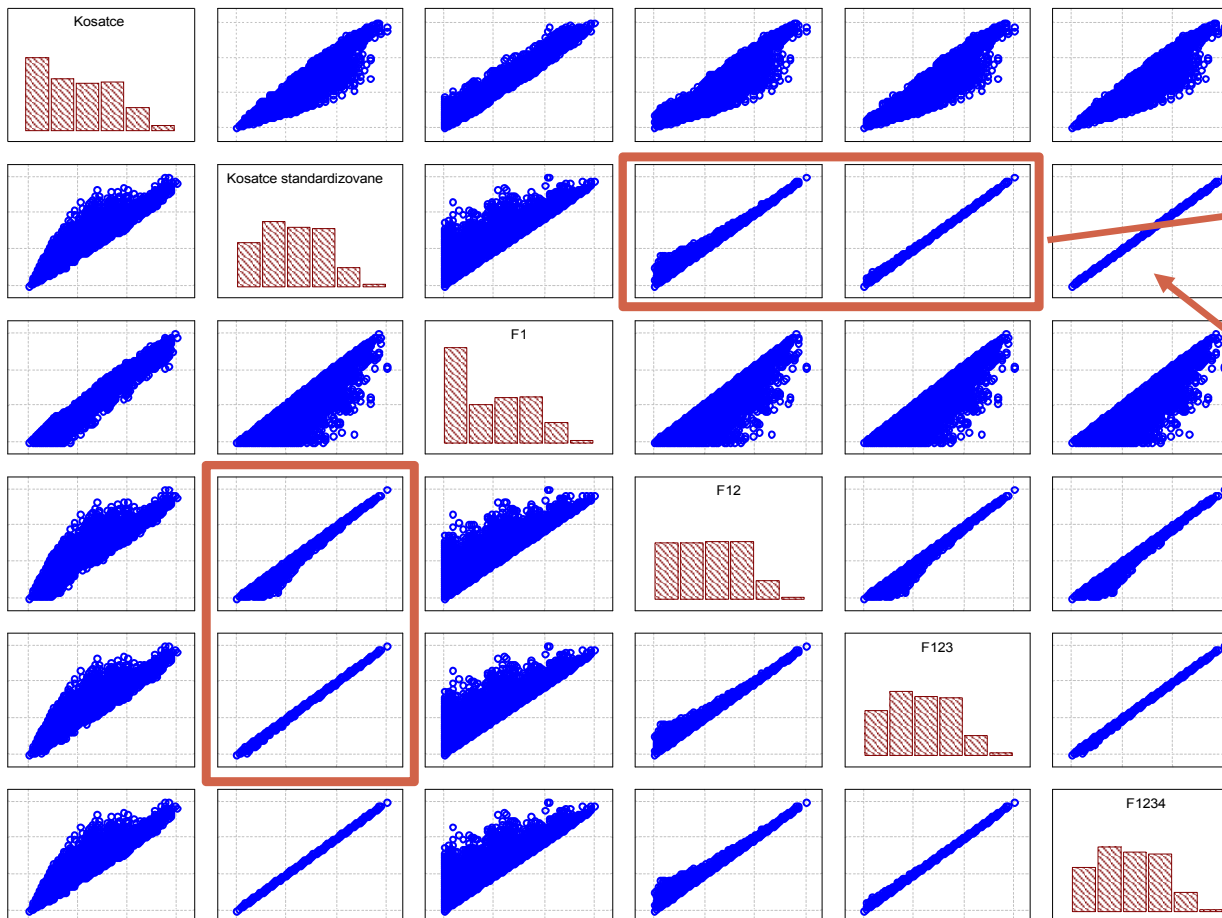 Kosatce
Kosatce standardizovane
F1
F12
F123
F1234